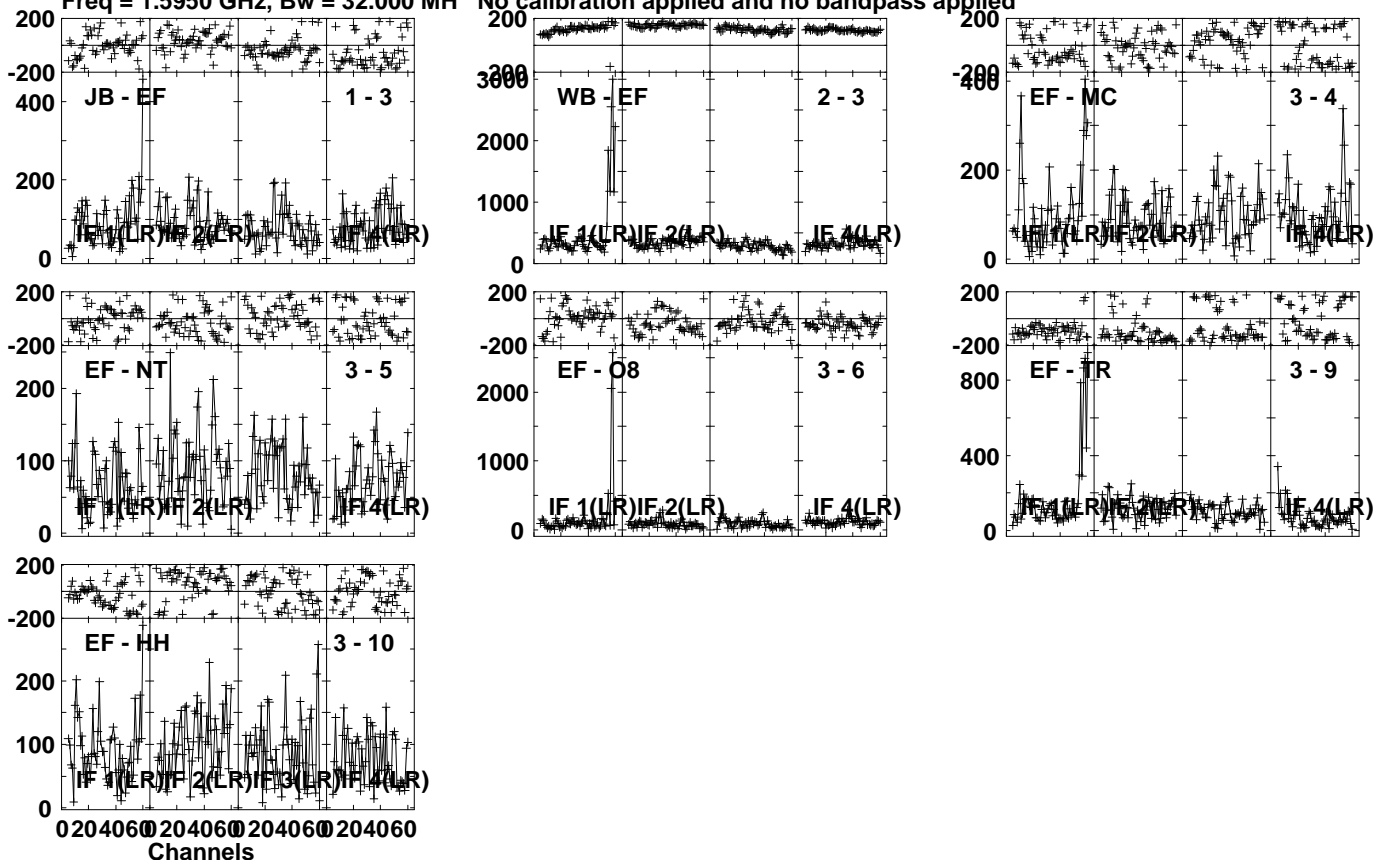 Freq = 1.5950 GHz, Bw = 32.000 MH No calibration applied and no bandpass applied
200
-200
JB - EF 1 - 3
400
200
0
IF 1(LR) IF 2(LR) IF 4(LR)
200
-200
3000
WB - EF 2 - 3
2000
1000
0
IF 1(LR) IF 2(LR) IF 4(LR)
200
-200
400
EF - MC 3 - 4
200
0
IF 1(LR) IF 2(LR) IF 4(LR)
200
-200
EF - NT 3 - 5
200
100
0
IF 1(LR) IF 2(LR) IF 4(LR)
200
-200
EF - O8 3 - 6
2000
1000
0
IF 1(LR) IF 2(LR) IF 4(LR)
200
-200
EF - TR 3 - 9
800
400
0
IF 1(LR) IF 2(LR) IF 4(LR)
200
-200
EF - HH 3 - 10
200
100
0
IF 1(LR) IF 2(LR) IF 3(LR) IF 4(LR)
0 20 40 60 0 20 40 60 0 20 40 60 0 20 40 60
Channels